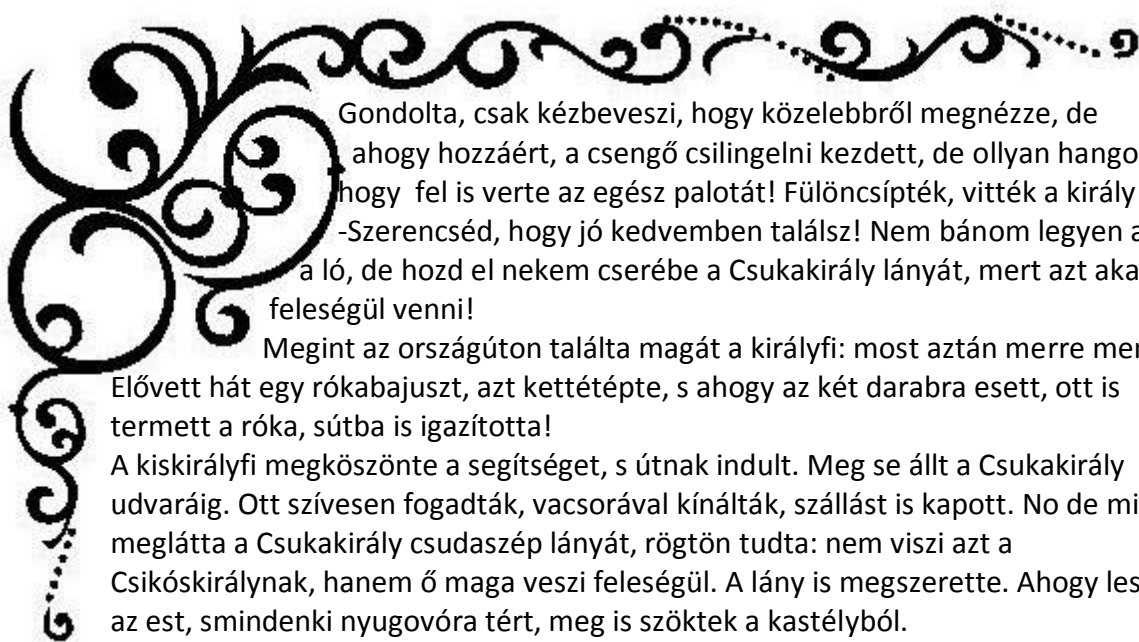 Gondolta, csak kézbeveszi, hogy közelebbről megnézze, de
ahogy hozzáért, a csengő csilingelni kezdett, de ollyan
hogy fel is verte az egész palotát! Fülöncsípték, vitték a király
-Szerencséd, hogy jó kedvemben találsz! Nem bánom legyen
a ló, de hozd el nekem cserébe a Csukakirály lányát, mert azt
feleségül venni!
Megint az országúton találta magát a királyfi: most aztán merre
Elővett hát egy rókabajuszt, azt kettétépte, s ahogy az két darabra esett, ott is
termett a róka, sútba is igazította!
A kiskirályfi megköszönte a segítséget, s útnak indult. Meg se állt a Csukakirály
udvaráig. Ott szívesen fogadták, vacsorával kínálták, szállást is kapott. No de
meglátta a Csukakirály csudaszép lányát, rögtön tudta: nem viszi azt a
Csikóskirálynak, hanem ő maga veszi feleségül. A lány is megszerette. Ahogy
az est, smindenki nyugovóra tért, meg is szöktek a kastélyból.